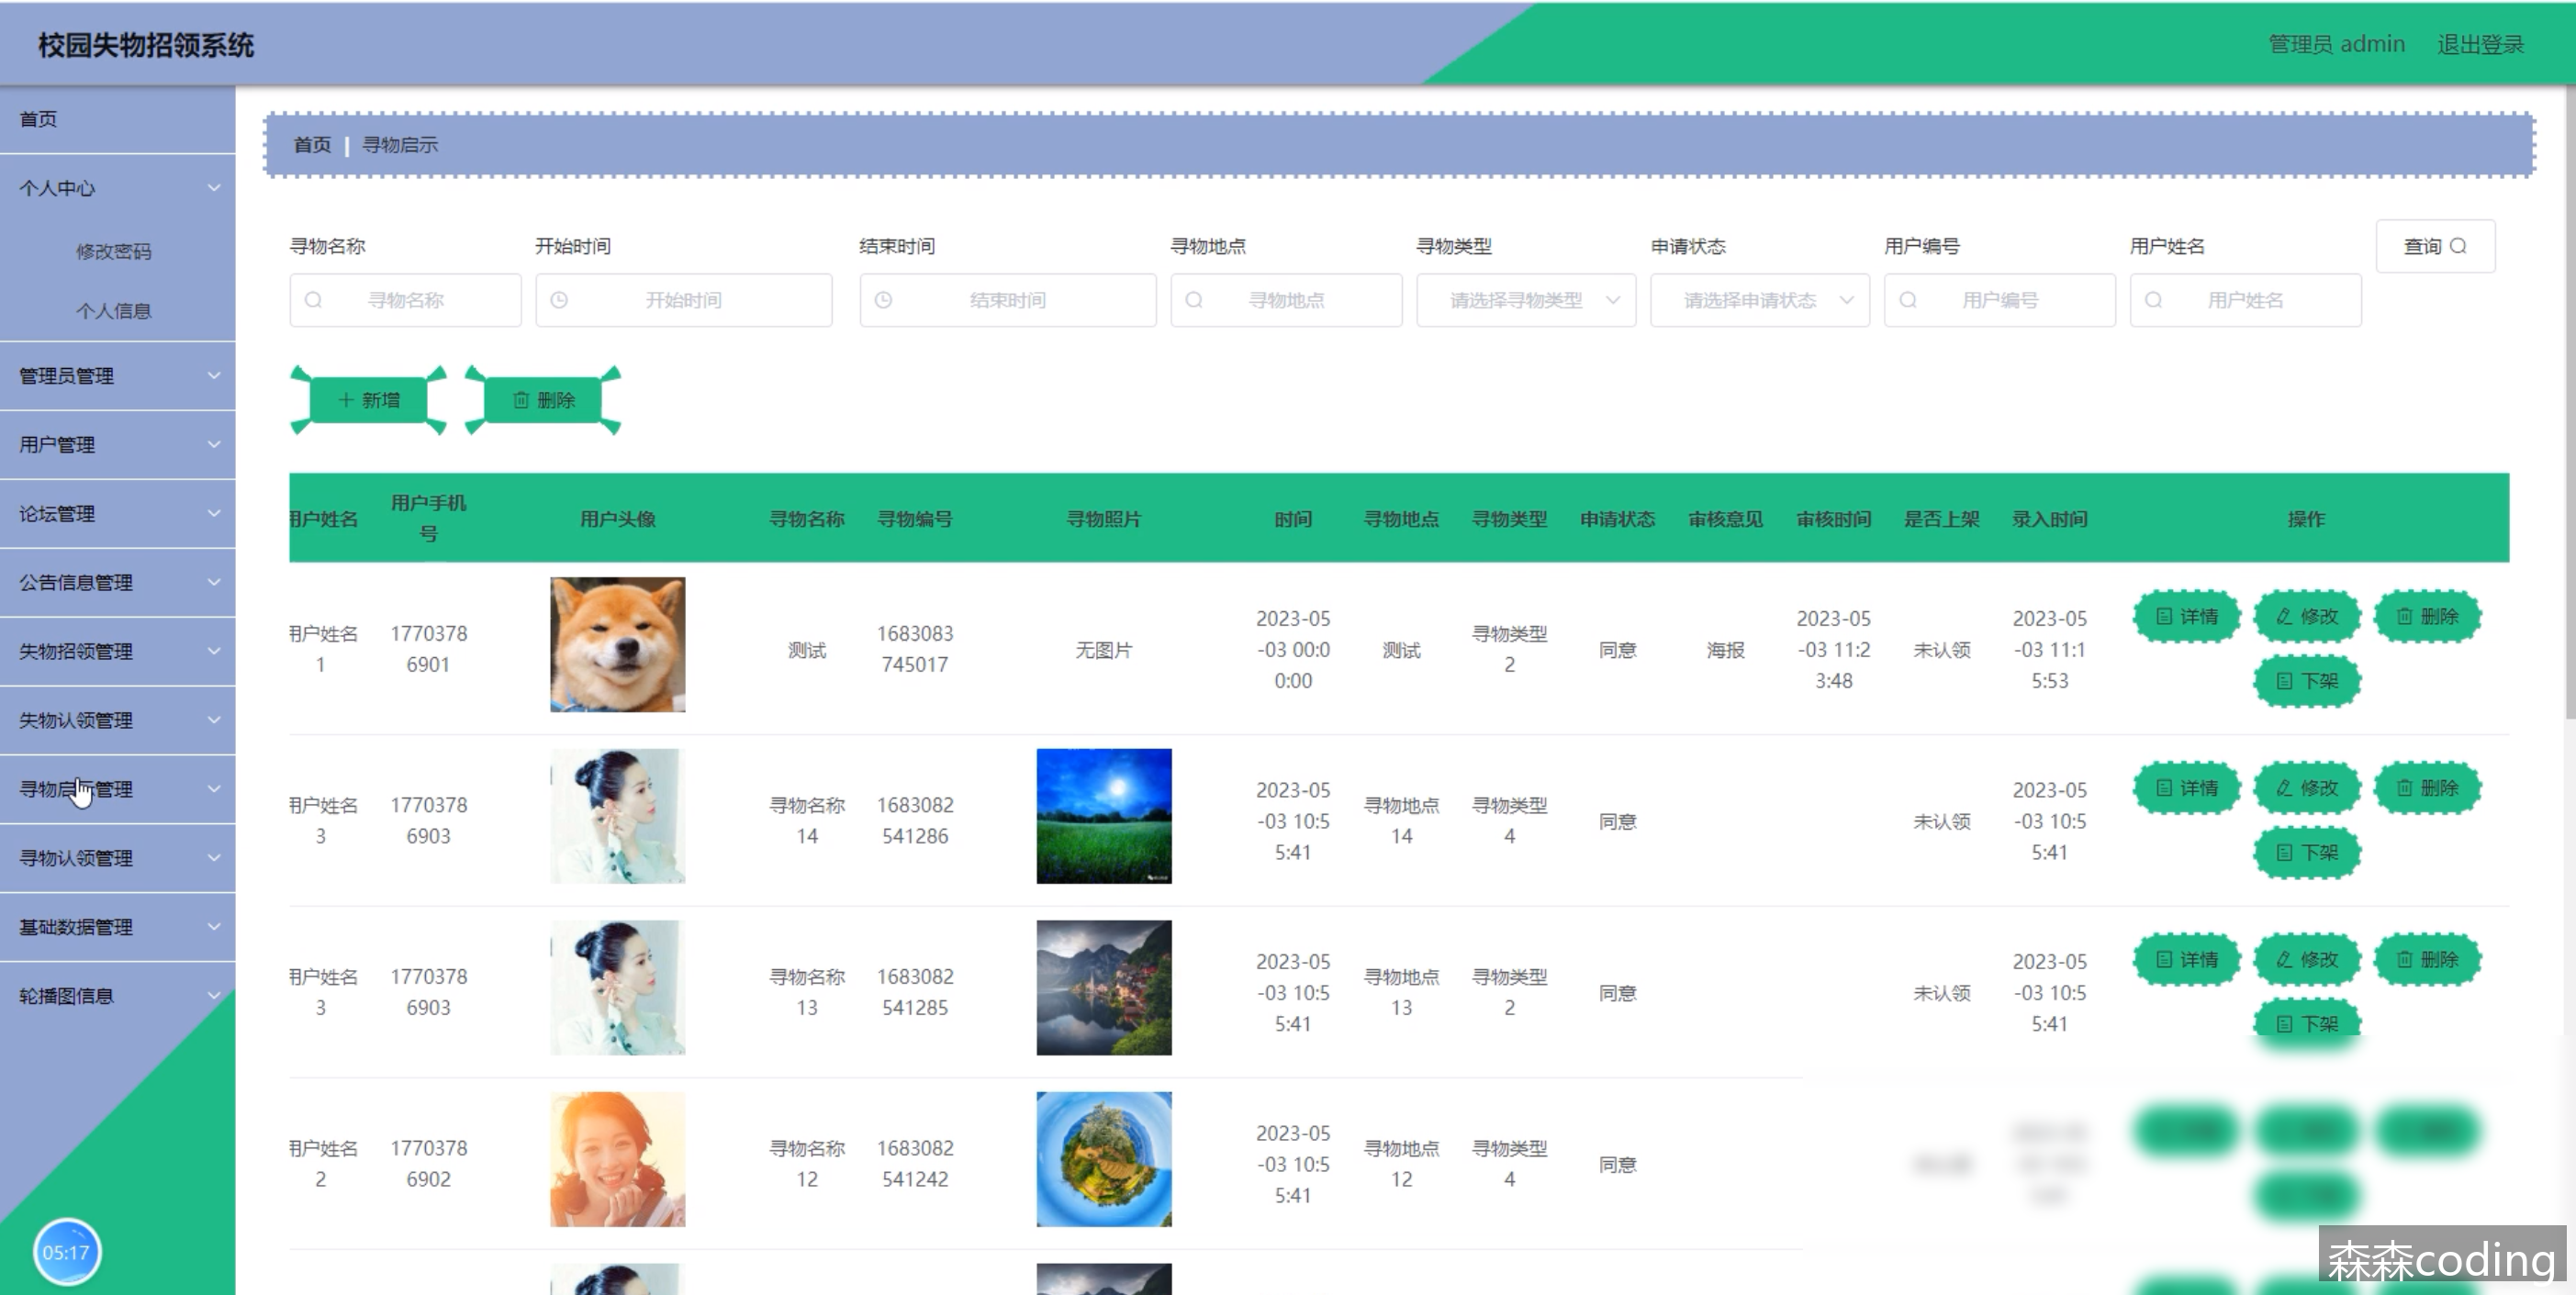 校园失物招领系统
管理员 admin 退出登录
首页
个人中心
修改密码
个人信息
管理员管理
用户管理
论坛管理
公告信息管理
失物招领管理
失物认领管理
寻物启示管理
寻物认领管理
基础数据管理
轮播图信息
05:17
首页 寻物启示
寻物名称 开始时间 结束时间 寻物地点 寻物类型 申请状态 用户编号 用户姓名 查询
寻物名称 开始时间 结束时间 寻物地点 请选择寻物类型 请选择申请状态 用户编号 用户姓名
新增 删除
用户姓名 用户手机号 用户头像 寻物名称 寻物编号 寻物照片 时间 寻物地点 寻物类型 申请状态 审核意见 审核时间 是否上架 录入时间 操作
用户姓名1 17703786901 测试 1683083745017 无图片 2023-05-03 00:00:00 测试 寻物类型2 同意 海报 2023-05-03 11:23:48 未认领 2023-05-03 11:15:53 详情 修改 删除 下架
用户姓名3 17703786903 寻物名称14 1683082541286 2023-05-03 10:55:41 寻物地点14 寻物类型4 同意 未认领 2023-05-03 10:55:41 详情 修改 删除 下架
用户姓名3 17703786903 寻物名称13 1683082541285 2023-05-03 10:55:41 寻物地点13 寻物类型2 同意 未认领 2023-05-03 10:55:41 详情 修改 删除 下架
用户姓名2 17703786902 寻物名称12 1683082541242 2023-05-03 10:55:41 寻物地点12 寻物类型4 同意
森森coding